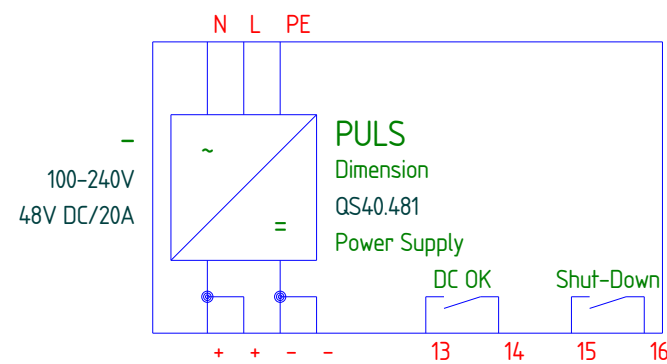 N L PE
–
100-240V
48V DC/20A
~
=
PULS
Dimension
QS40.481
Power Supply
DC OK
Shut-Down
+ + – –
13 14 15 16